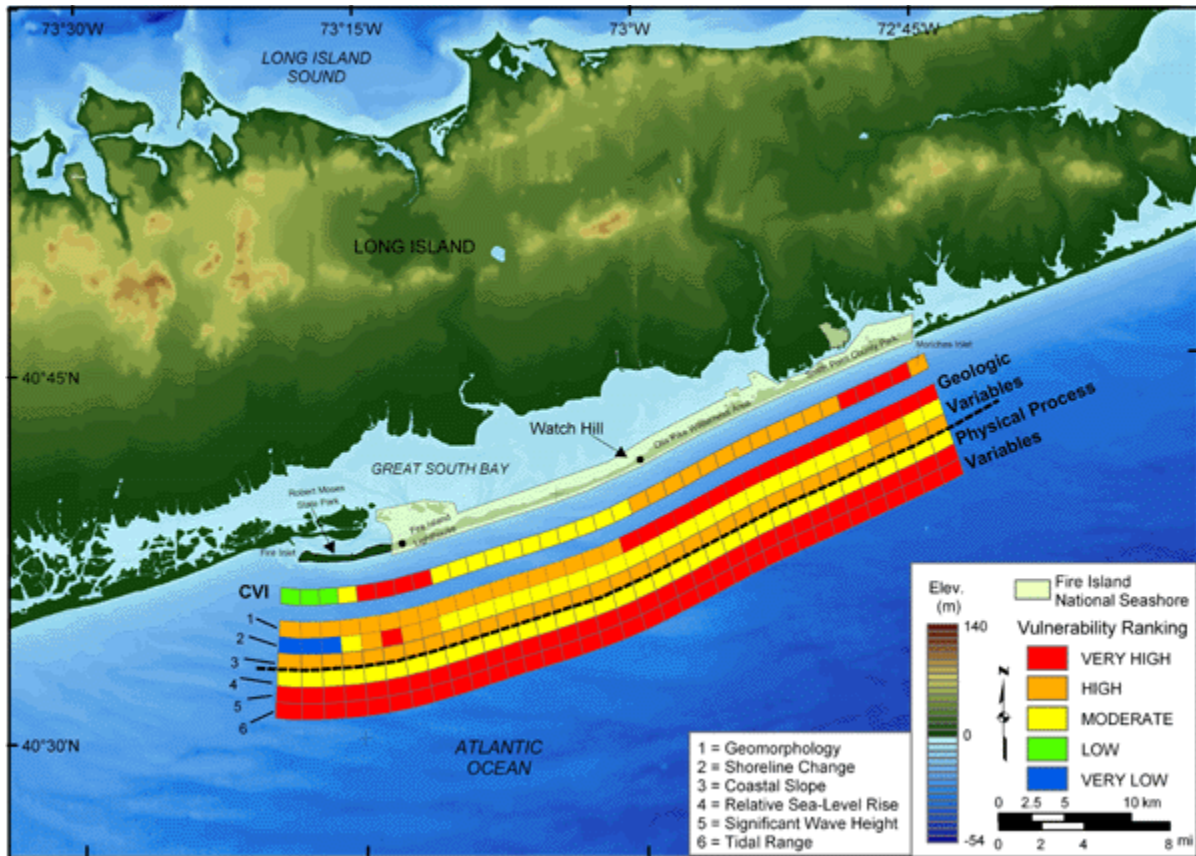 73°30'W
73°15'W
73°W
72°45'W
LONG ISLAND
SOUND
LONG ISLAND
40°45'N
Moriches Inlet
Smith Point County Park
Otis Pike Wilderness Area
Watch Hill
GREAT SOUTH BAY
Robert Moses
State Park
Fire Island
Lighthouse
Fire Inlet
Geologic
Variables
Physical Process
Variables
CVI
1
2
3
4
5
6
40°30'N
ATLANTIC
OCEAN
1 = Geomorphology
2 = Shoreline Change
3 = Coastal Slope
4 = Relative Sea-Level Rise
5 = Significant Wave Height
6 = Tidal Range
Elev.
(m)
140
0
-54
Fire Island
National Seashore
Vulnerability Ranking
VERY HIGH
HIGH
MODERATE
LOW
VERY LOW
N
0 2.5 5 10 km
0 2 4 8 mi